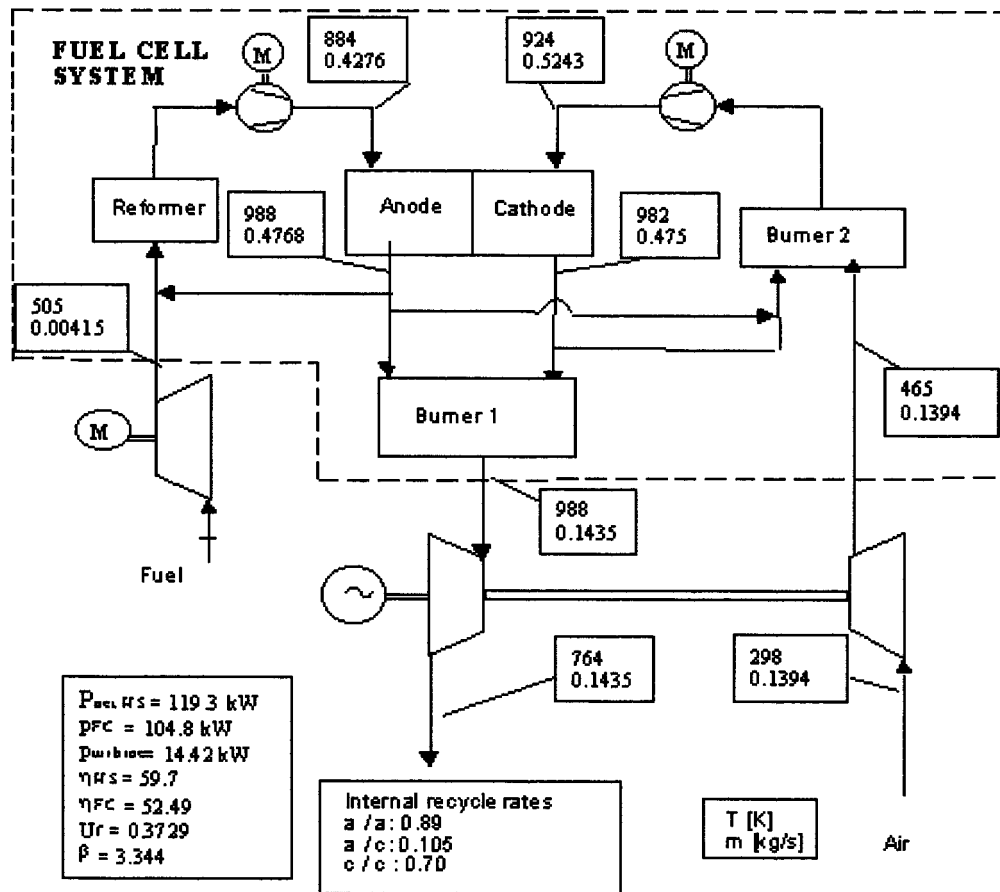 FUEL CELL
SYSTEM
M
884
0.4276
924
0.5243
M
Reformer
988
0.4768
Anode
Cathode
982
0.475
Burner 2
505
0.00415
M
Burner 1
465
0.1394
988
0.1435
Fuel
~
764
0.1435
298
0.1394
= 119.3 kW
PFC = 104.8 kW
= 14.42 kW
ηHS = 59.7
ηFC = 52.49
Uf = 0.3729
β = 3.344
Internal recycle rates
a / a: 0.89
a / c: 0.105
c / c: 0.70
T [K]
m [kg/s]
Air